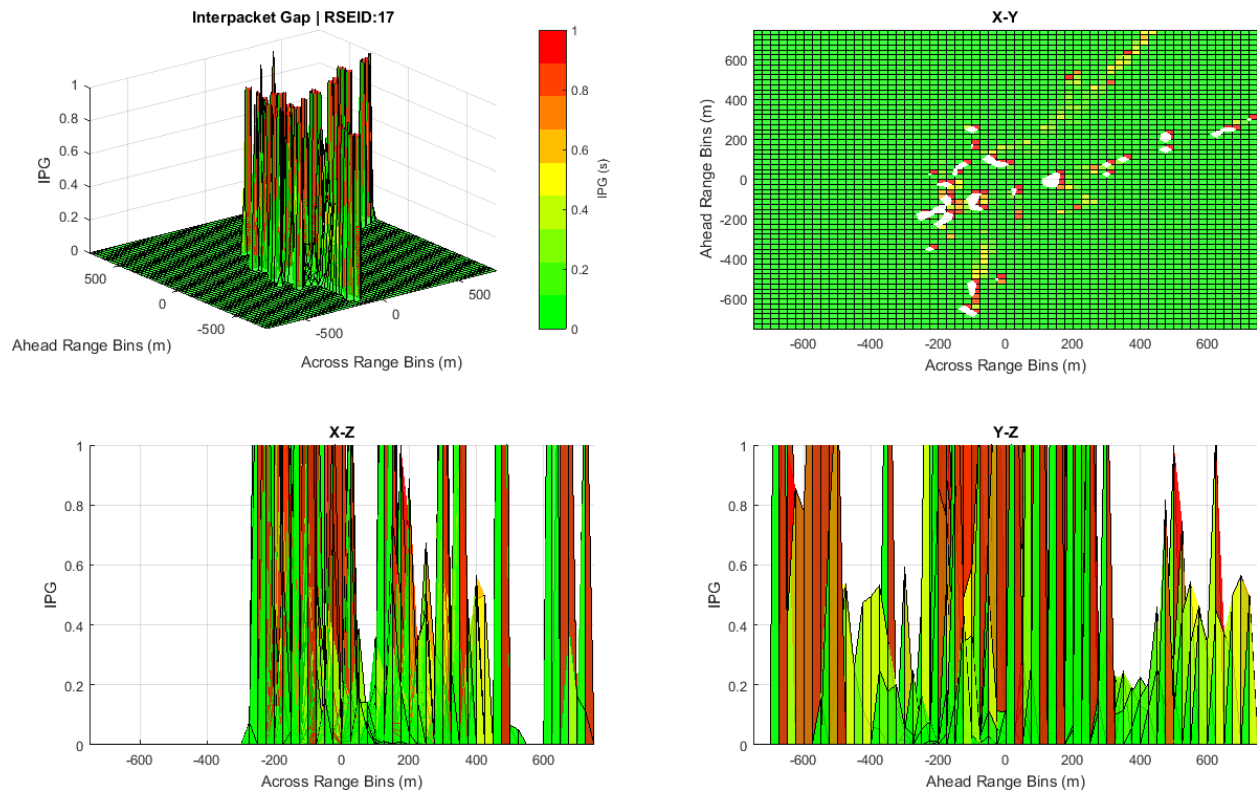 Interpacket Gap | RSEID:17
1
0.8
0.6
0.4
0.2
0
IPG
500
0
-500
Ahead Range Bins (m)
-500
0
500
Across Range Bins (m)
1
0.8
0.6
0.4
0.2
0
IPG (s)
X-Y
600
400
200
0
-200
-400
-600
Ahead Range Bins (m)
-600 -400 -200 0 200 400 600
Across Range Bins (m)
X-Z
1
0.8
0.6
0.4
0.2
0
IPG
-600 -400 -200 0 200 400 600
Across Range Bins (m)
Y-Z
1
0.8
0.6
0.4
0.2
0
IPG
-600 -400 -200 0 200 400 600
Ahead Range Bins (m)